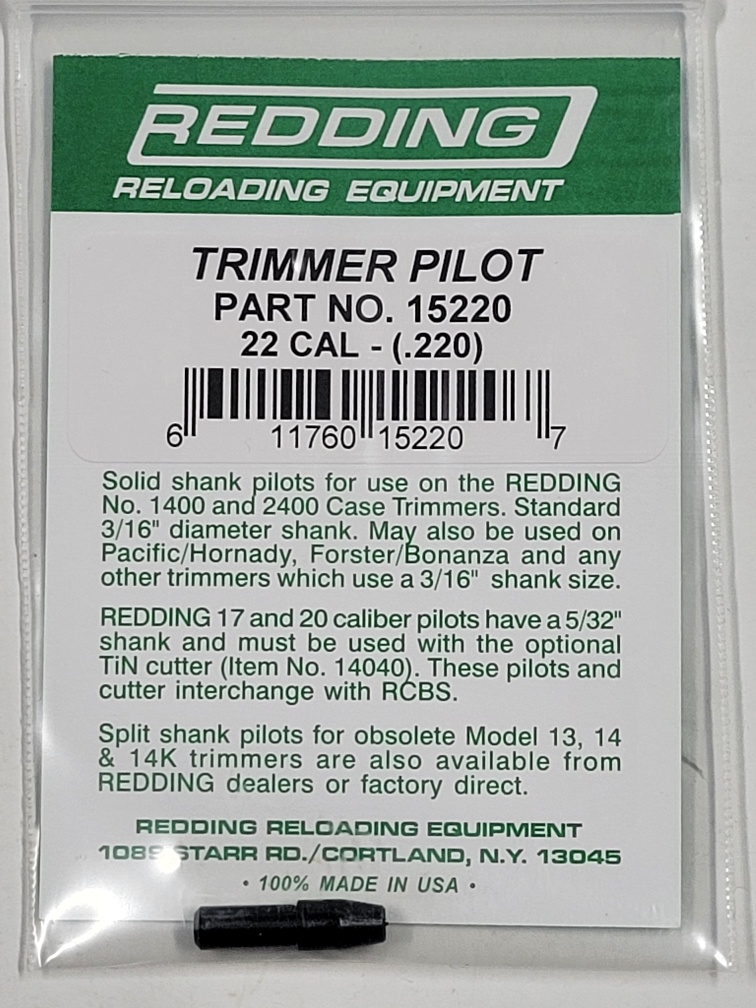 REDDING
RELOADING EQUIPMENT
TRIMMER PILOT
PART NO. 15220
22 CAL - (.220)
6 11760 15220 7
Solid shank pilots for use on the REDDING
No. 1400 and 2400 Case Trimmers. Standard
3/16" diameter shank. May also be used on
Pacific/Hornady, Forster/Bonanza and any
other trimmers which use a 3/16" shank size.
REDDING 17 and 20 caliber pilots have a 5/32"
shank and must be used with the optional
TiN cutter (Item No. 14040). These pilots and
cutter interchange with RCBS.
Split shank pilots for obsolete Model 13, 14
& 14K trimmers are also available from
REDDING dealers or factory direct.
REDDING RELOADING EQUIPMENT
1089 STARR RD./CORTLAND, N.Y. 13045
• 100% MADE IN USA •